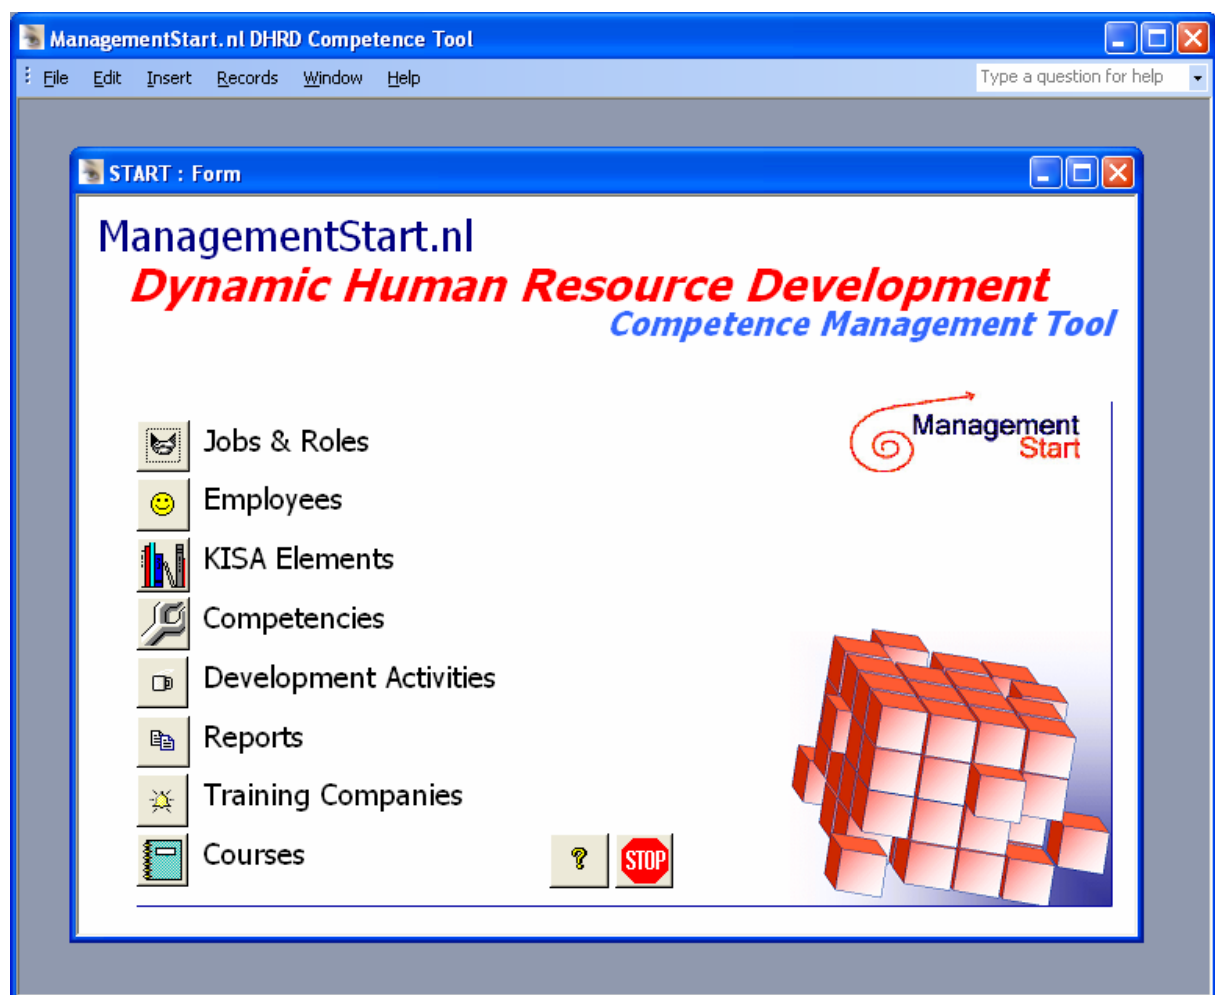 ManagementStart.nl DHRD Competence Tool
File Edit Insert Records Window Help Type a question for help
START : Form
ManagementStart.nl
Dynamic Human Resource Development
Competence Management Tool
Management
Start
Jobs & Roles
Employees
KISA Elements
Competencies
Development Activities
Reports
Training Companies
Courses
? STOP